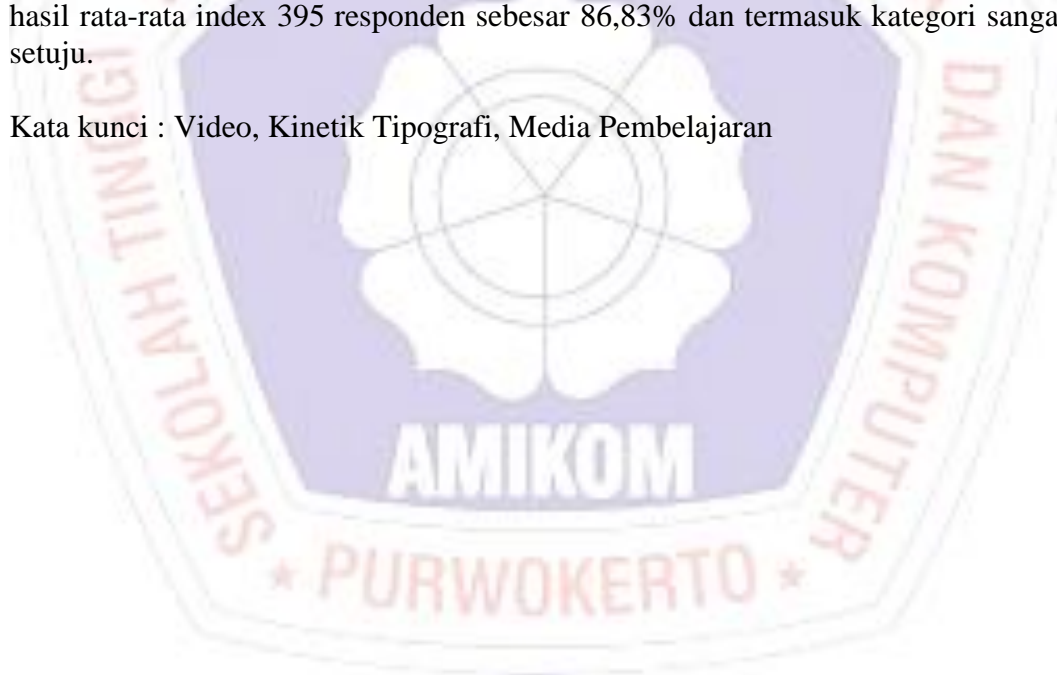 hasil rata-rata index 395 responden sebesar 86,83% dan termasuk kategori sanga
setuju.
Kata kunci : Video, Kinetik Tipografi, Media Pembelajaran
SEKOLAH TINGGI
DAN KOMPUTER
AMIKOM
* PURWOKERTO *